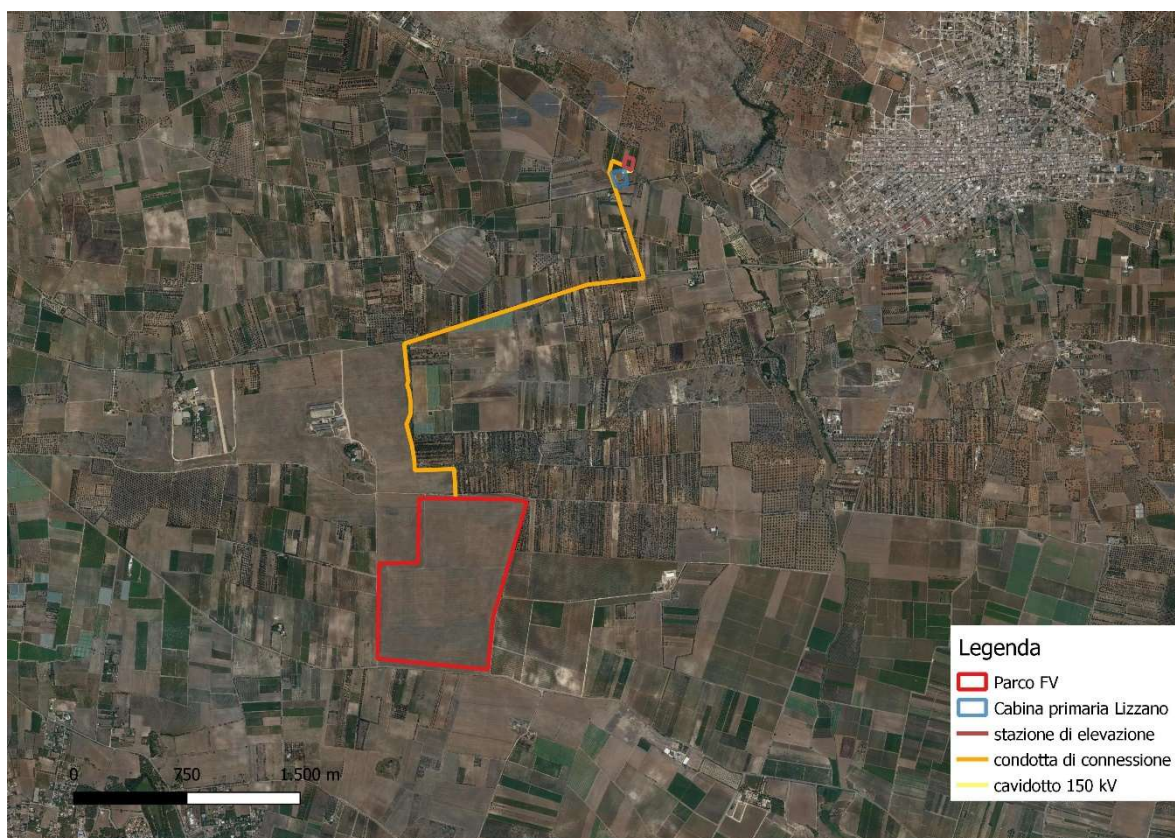 Legenda
Parco FV
Cabina primaria Lizzano
stazione di elevazione
condotta di connessione
cavidotto 150 kV
0 750 1.500 m